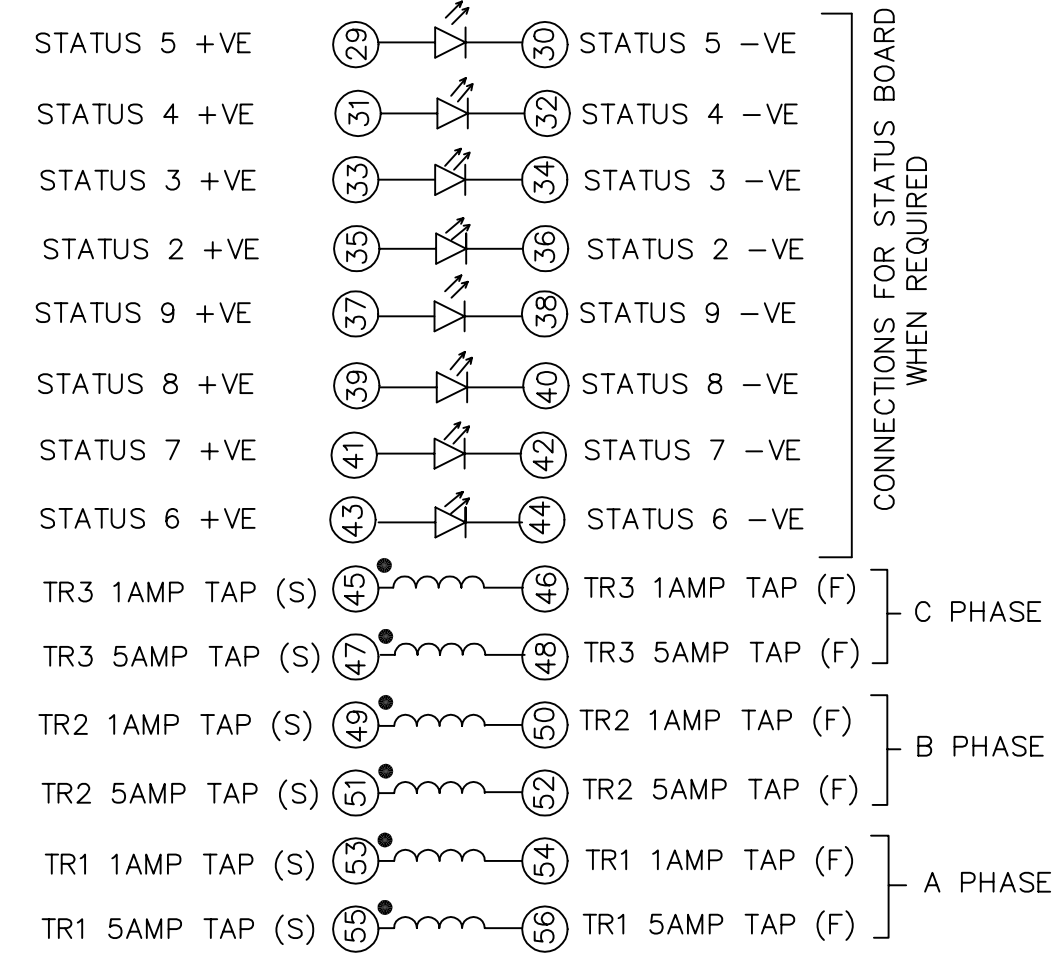 STATUS 5 +VE 29 30 STATUS 5 −VE
STATUS 4 +VE 31 32 STATUS 4 −VE
STATUS 3 +VE 33 34 STATUS 3 −VE
STATUS 2 +VE 35 36 STATUS 2 −VE
STATUS 9 +VE 37 38 STATUS 9 −VE
STATUS 8 +VE 39 40 STATUS 8 −VE
STATUS 7 +VE 41 42 STATUS 7 −VE
STATUS 6 +VE 43 44 STATUS 6 −VE
CONNECTIONS FOR STATUS BOARD
WHEN REQUIRED
TR3 1AMP TAP (S) 45 46 TR3 1AMP TAP (F)
TR3 5AMP TAP (S) 47 48 TR3 5AMP TAP (F)
C PHASE
TR2 1AMP TAP (S) 49 50 TR2 1AMP TAP (F)
TR2 5AMP TAP (S) 51 52 TR2 5AMP TAP (F)
B PHASE
TR1 1AMP TAP (S) 53 54 TR1 1AMP TAP (F)
TR1 5AMP TAP (S) 55 56 TR1 5AMP TAP (F)
A PHASE